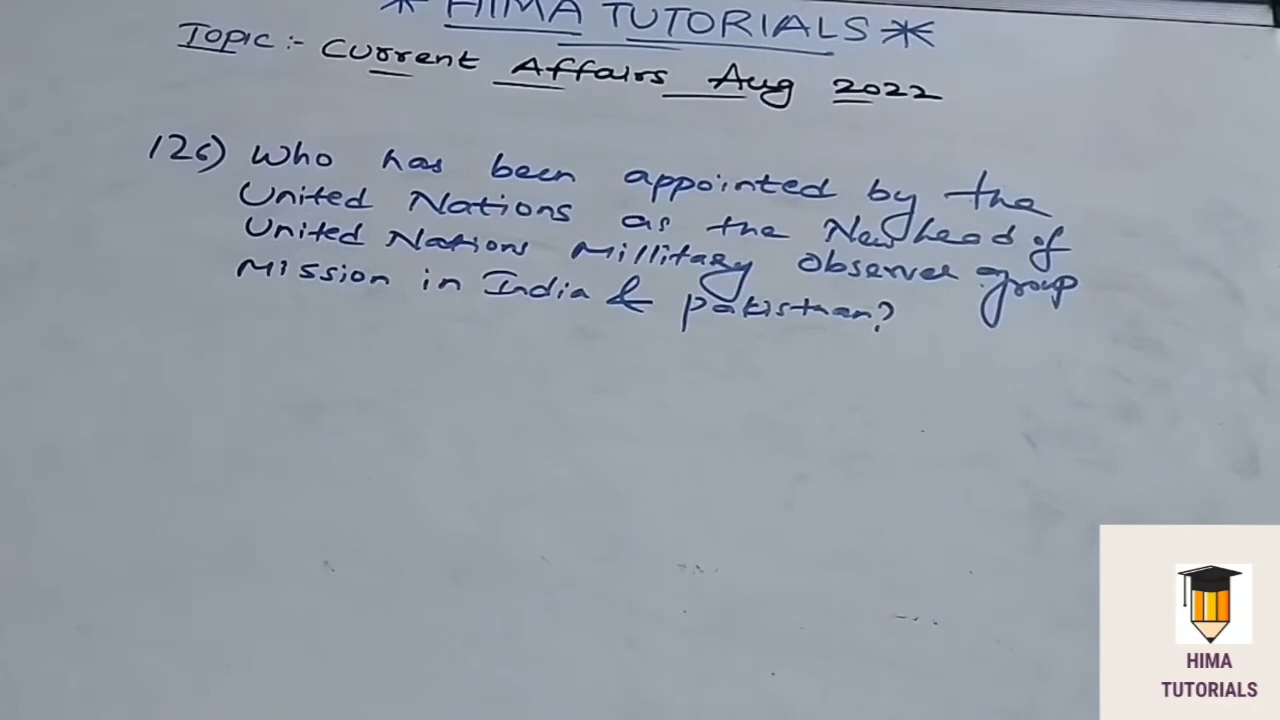 * HIMA TUTORIALS *
Topic :- Current Affairs Aug 2022
126) Who has been appointed by the
United Nations as the New head of
United Nations Millitary Observer group
Mission in India & pakisthan?
HIMA
TUTORIALS